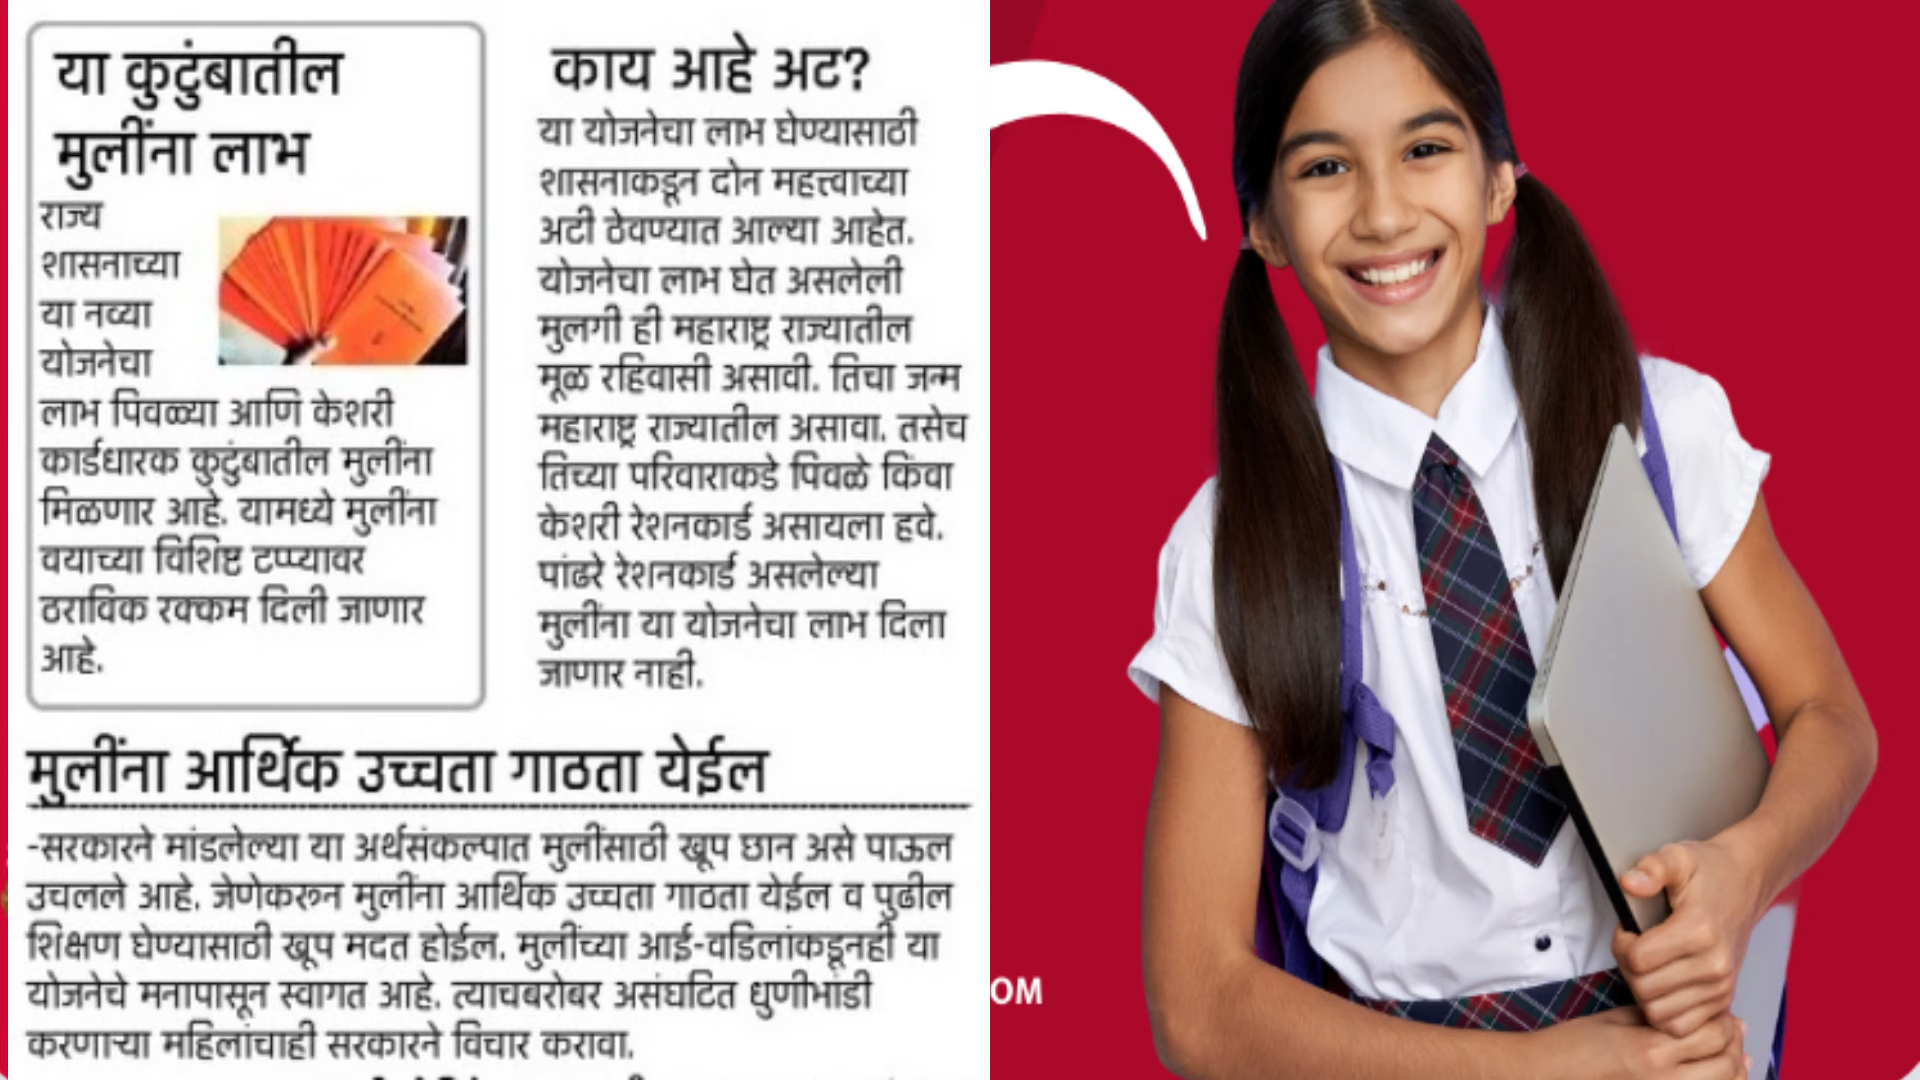 या कुटुंबातील
मुलींना लाभ
राज्य
शासनाच्या
या नव्या
योजनेचा
लाभ पिवळ्या आणि केशरी
कार्डधारक कुटुंबातील मुलींना
मिळणार आहे. यामध्ये मुलींना
वयाच्या विशिष्ट टप्प्यावर
ठराविक रक्कम दिली जाणार
आहे.
काय आहे अट?
या योजनेचा लाभ घेण्यासाठी
शासनाकडून दोन महत्त्वाच्या
अटी ठेवण्यात आल्या आहेत.
योजनेचा लाभ घेत असलेली
मुलगी ही महाराष्ट्र राज्यातील
मूळ रहिवासी असावी. तिचा जन्म
महाराष्ट्र राज्यातील असावा. तसेच
तिच्या परिवाराकडे पिवळे किंवा
केशरी रेशनकार्ड असायला हवे.
पांढरे रेशनकार्ड असलेल्या
मुलींना या योजनेचा लाभ दिला
जाणार नाही.
मुलींना आर्थिक उच्चता गाठता येईल
-सरकारने मांडलेल्या या अर्थसंकल्पात मुलींसाठी खूप छान असे पाऊल
उचलले आहे. जेणेकरून मुलींना आर्थिक उच्चता गाठता येईल व पुढील
शिक्षण घेण्यासाठी खूप मदत होईल. मुलींच्या आई-वडिलांकडूनही या
योजनेचे मनापासून स्वागत आहे. त्याचबरोबर असंघटित धुणीभांडी
करणाऱ्या महिलांचाही सरकारने विचार करावा.
OM